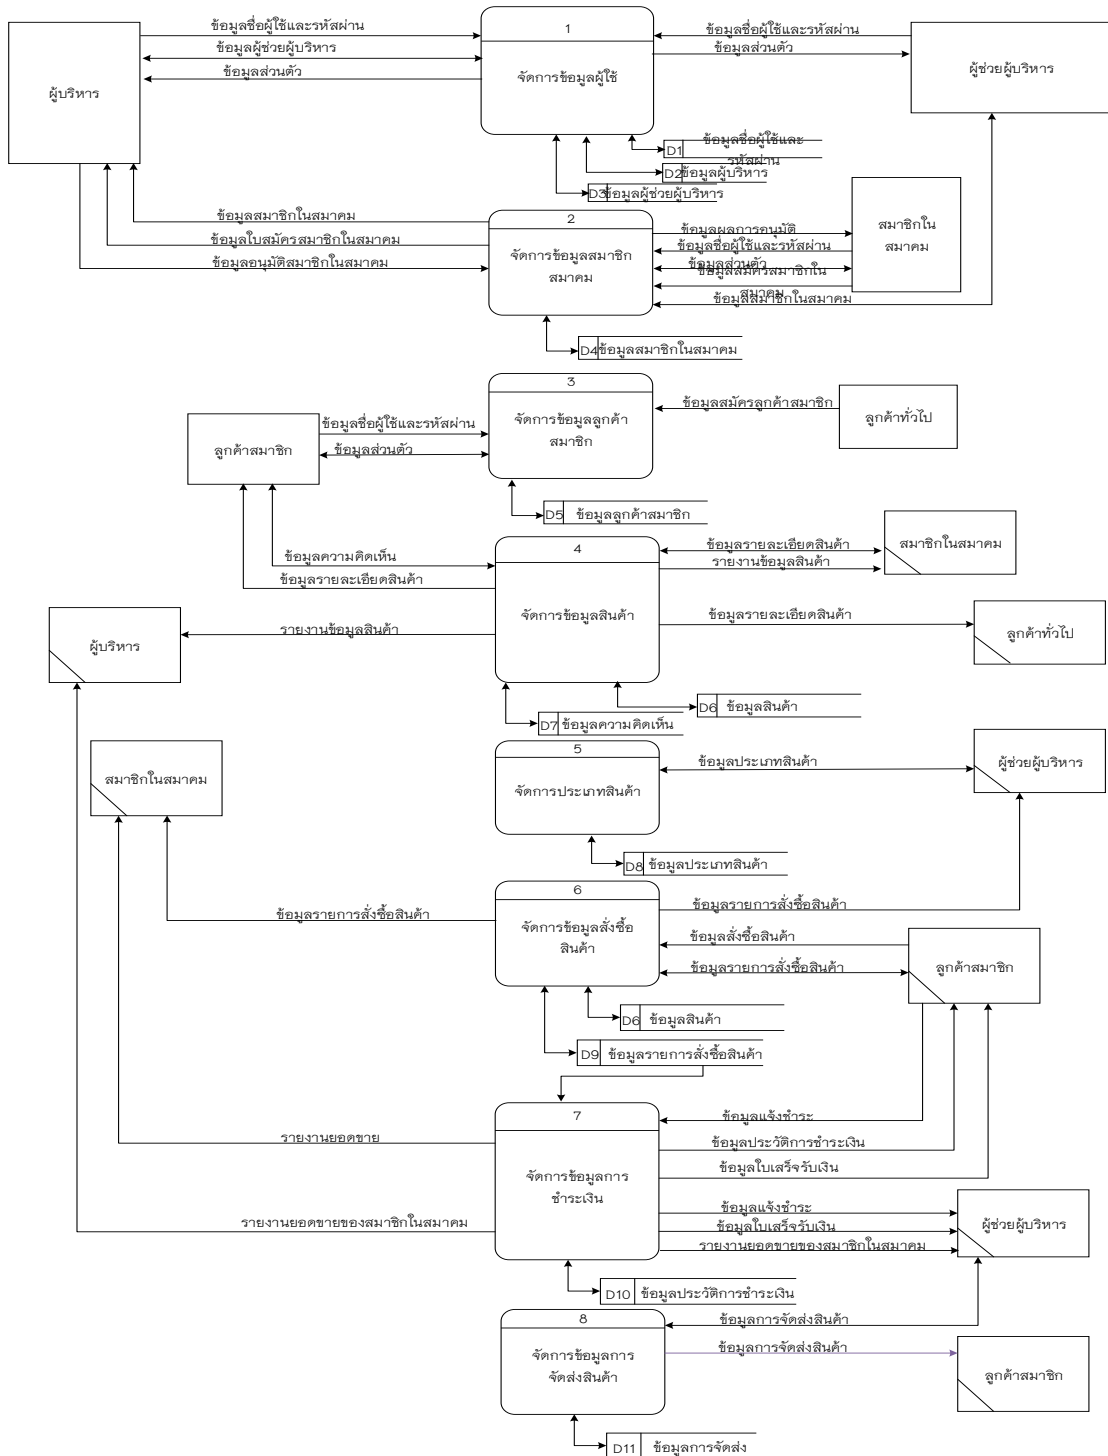 ข้อมูลชื่อผู้ใช้และรหัสผ่าน
ข้อมูลผู้ช่วยผู้บริหาร
ข้อมูลส่วนตัว
ผู้บริหาร
1
จัดการข้อมูลผู้ใช้
ข้อมูลชื่อผู้ใช้และรหัสผ่าน
ข้อมูลส่วนตัว
ผู้ช่วยผู้บริหาร
D1 ข้อมูลชื่อผู้ใช้และ
รหัสผ่าน
D2 ข้อมูลผู้บริหาร
D3 ข้อมูลผู้ช่วยผู้บริหาร
ข้อมูลสมาชิกในสมาคม
ข้อมูลใบสมัครสมาชิกในสมาคม
ข้อมูลอนุมัติสมาชิกในสมาคม
2
จัดการข้อมูลสมาชิก
สมาคม
ข้อมูลผลการอนุมัติ
ข้อมูลชื่อผู้ใช้และรหัสผ่าน
ข้อมูลส่วนตัว
ข้อมูลสมัครสมาชิกใน
สมาคม
ข้อมูลสมาชิกในสมาคม
สมาชิกใน
สมาคม
D4 ข้อมูลสมาชิกในสมาคม
3
จัดการข้อมูลลูกค้า
สมาชิก
ข้อมูลสมัครลูกค้าสมาชิก
ลูกค้าทั่วไป
ลูกค้าสมาชิก
ข้อมูลชื่อผู้ใช้และรหัสผ่าน
ข้อมูลส่วนตัว
D5 ข้อมูลลูกค้าสมาชิก
ข้อมูลความคิดเห็น
ข้อมูลรายละเอียดสินค้า
4
จัดการข้อมูลสินค้า
ข้อมูลรายละเอียดสินค้า
รายงานข้อมูลสินค้า
สมาชิกในสมาคม
ข้อมูลรายละเอียดสินค้า
ลูกค้าทั่วไป
รายงานข้อมูลสินค้า
ผู้บริหาร
D6 ข้อมูลสินค้า
D7 ข้อมูลความคิดเห็น
สมาชิกในสมาคม
5
จัดการประเภทสินค้า
ข้อมูลประเภทสินค้า
ผู้ช่วยผู้บริหาร
D8 ข้อมูลประเภทสินค้า
ข้อมูลรายการสั่งซื้อสินค้า
6
จัดการข้อมูลสั่งซื้อ
สินค้า
ข้อมูลรายการสั่งซื้อสินค้า
ข้อมูลสั่งซื้อสินค้า
ข้อมูลรายการสั่งซื้อสินค้า
ลูกค้าสมาชิก
D6 ข้อมูลสินค้า
D9 ข้อมูลรายการสั่งซื้อสินค้า
7
จัดการข้อมูลการ
ชำระเงิน
ข้อมูลแจ้งชำระ
ข้อมูลประวัติการชำระเงิน
ข้อมูลใบเสร็จรับเงิน
รายงานยอดขาย
รายงานยอดขายของสมาชิกในสมาคม
ข้อมูลแจ้งชำระ
ข้อมูลใบเสร็จรับเงิน
รายงานยอดขายของสมาชิกในสมาคม
ผู้ช่วยผู้บริหาร
D10 ข้อมูลประวัติการชำระเงิน
8
จัดการข้อมูลการ
จัดส่งสินค้า
ข้อมูลการจัดส่งสินค้า
ข้อมูลการจัดส่งสินค้า
ลูกค้าสมาชิก
D11 ข้อมูลการจัดส่ง